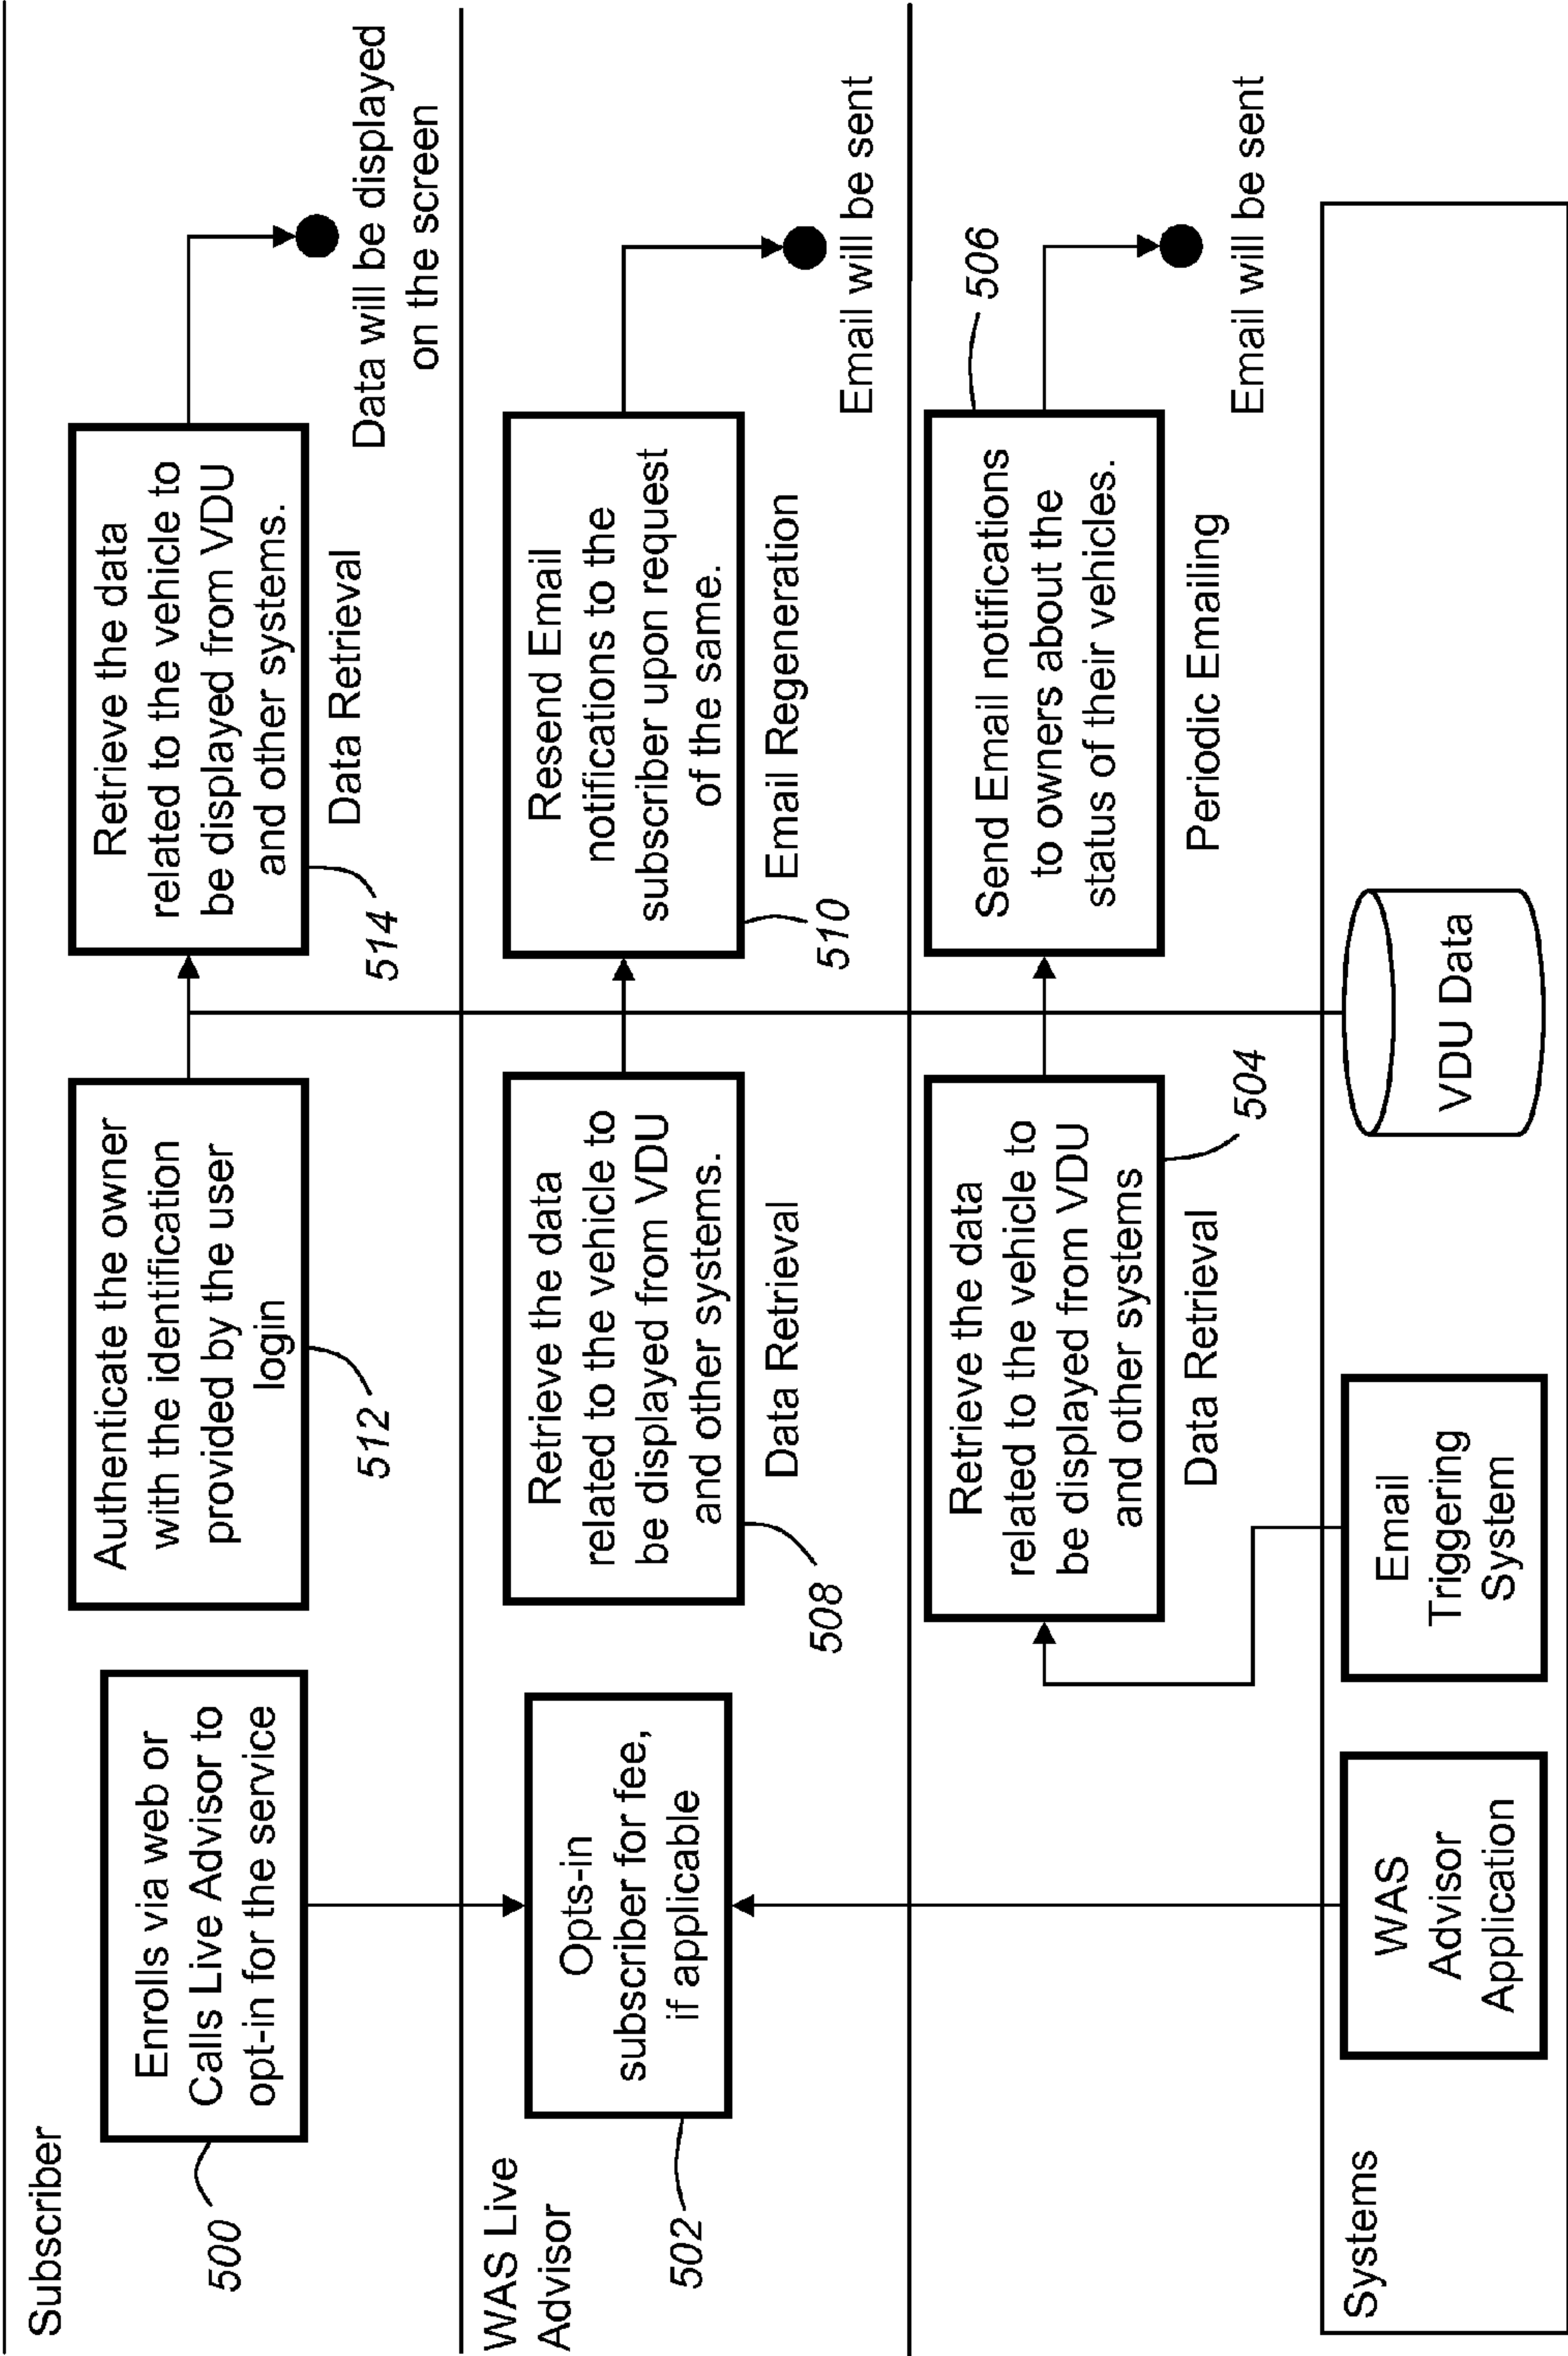 Subscriber
Enrolls via web or
Calls Live Advisor to
opt-in for the service
500
Authenticate the owner
with the identification
provided by the user
login
512
Retrieve the data
related to the vehicle to
be displayed from VDU
and other systems.
Data Retrieval
514
Data will be displayed
on the screen
WAS Live
Advisor
Opts-in
subscriber for fee,
if applicable
502
Retrieve the data
related to the vehicle to
be displayed from VDU
and other systems.
Data Retrieval
508
Resend Email
notifications to the
subscriber upon request
of the same.
Email Regeneration
510
Email will be sent
Retrieve the data
related to the vehicle to
be displayed from VDU
and other systems
Data Retrieval
504
Send Email notifications
to owners about the
status of their vehicles.
Periodic Emailing
506
Email will be sent
Systems
WAS
Advisor
Application
Email
Triggering
System
VDU Data